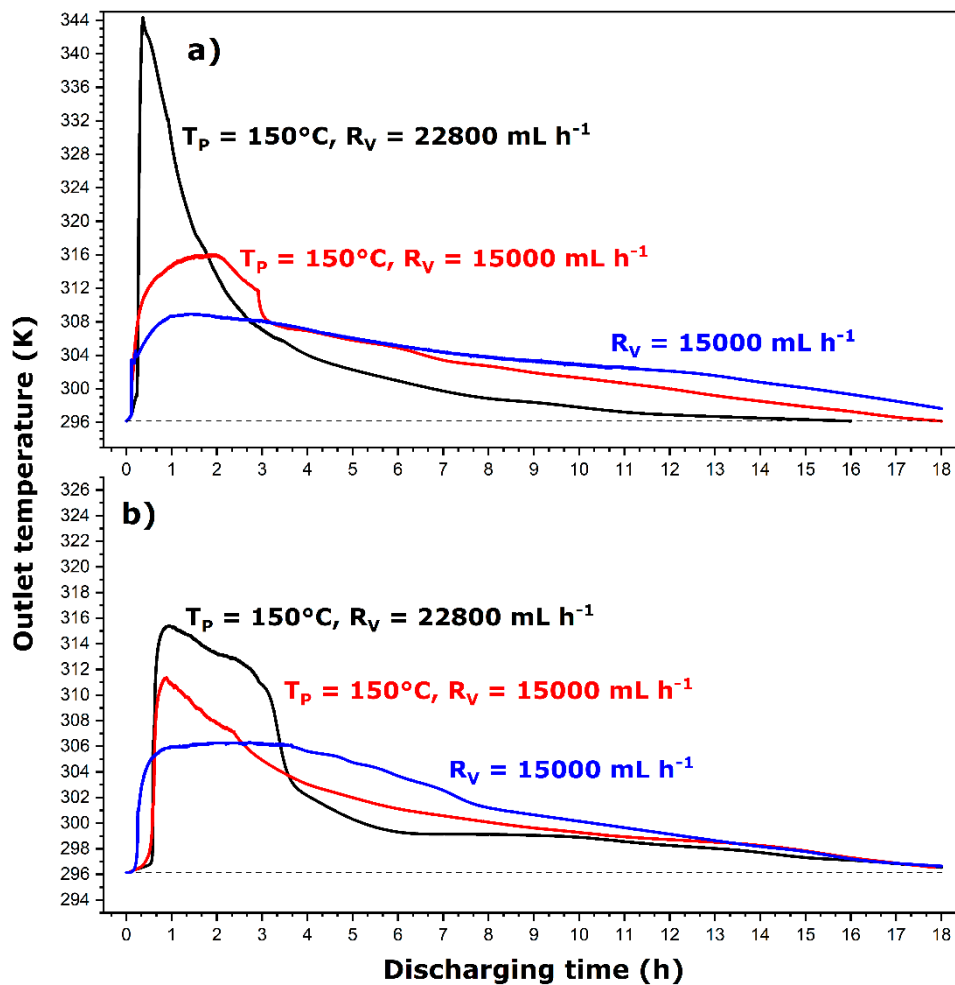 Outlet temperature (K)
344
340
336
332
328
324
320
316
312
308
304
300
296
a)
T_P = 150°C, R_V = 22800 mL h⁻¹
T_P = 150°C, R_V = 15000 mL h⁻¹
R_V = 15000 mL h⁻¹
0 1 2 3 4 5 6 7 8 9 10 11 12 13 14 15 16 17 18
326
324
322
320
318
316
314
312
310
308
306
304
302
300
298
296
294
b)
T_P = 150°C, R_V = 22800 mL h⁻¹
T_P = 150°C, R_V = 15000 mL h⁻¹
R_V = 15000 mL h⁻¹
0 1 2 3 4 5 6 7 8 9 10 11 12 13 14 15 16 17 18
Discharging time (h)